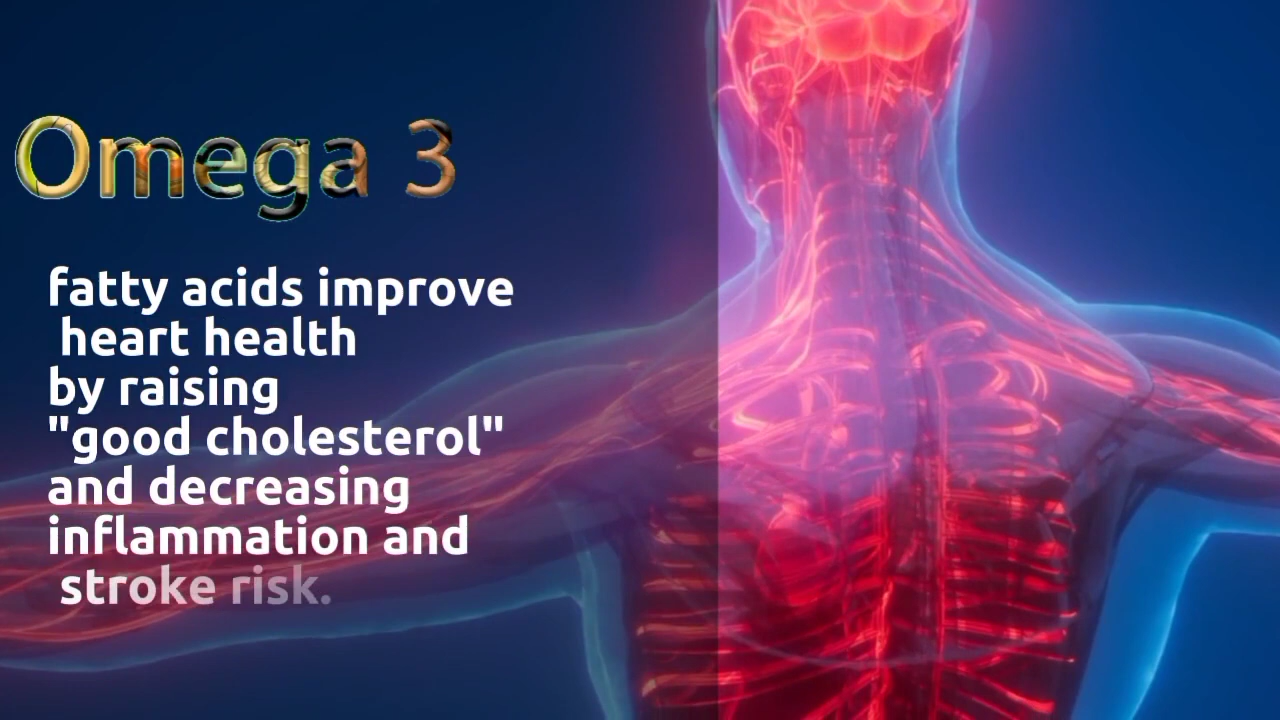 Omega 3
fatty acids improve
heart health
by raising
"good cholesterol"
and decreasing
inflammation and
stroke risk.